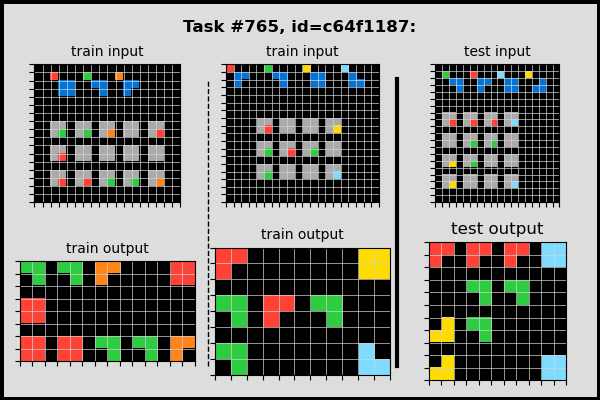 Task #765, id=c64f1187:
train input
train input
test input
train output
train output
test output